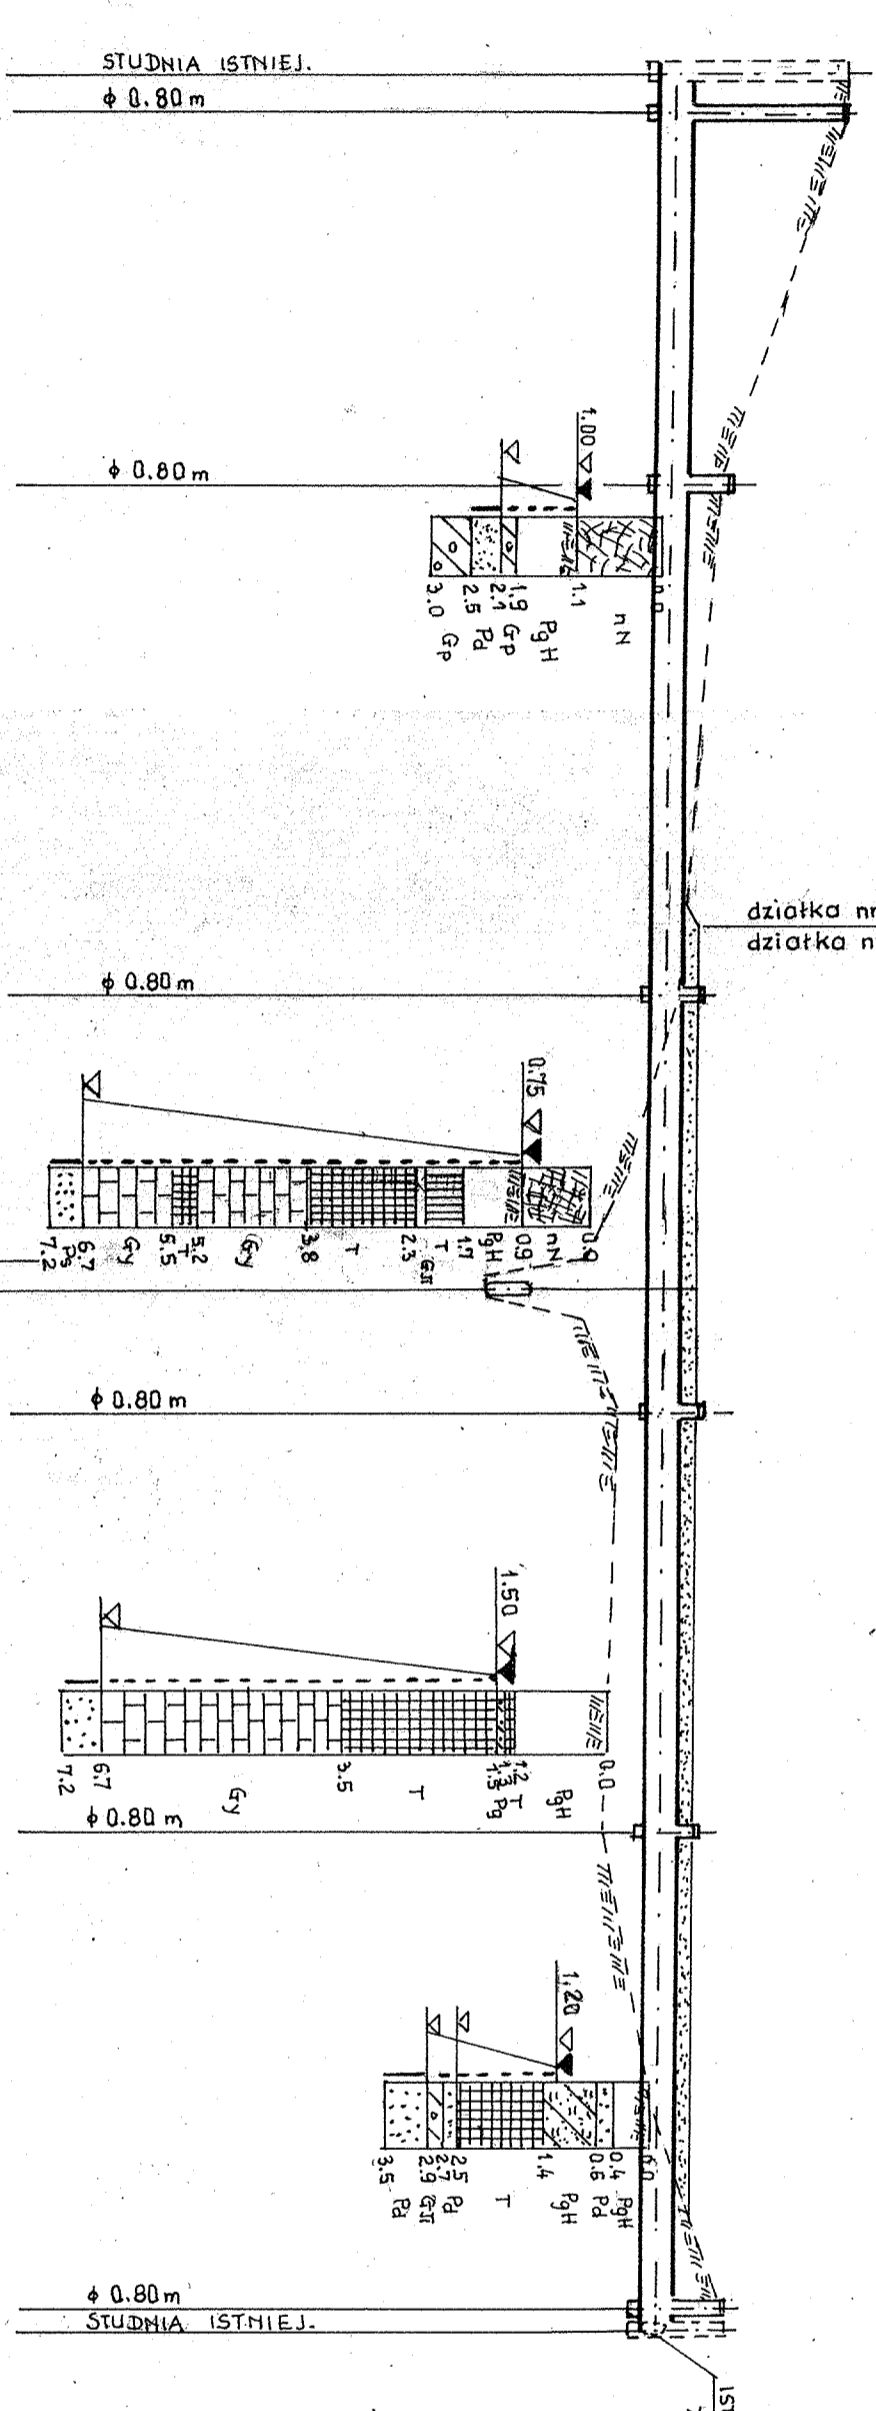 STUDNIA ISTNIEJ.
ϕ 0.80 m
ϕ 0.80 m
1.00
1.1
1.9
2.1
2.5
3.0
nN
PgH
Gp
Pd
Gp
działka nr
działka n
ϕ 0.80 m
0.75
0.0
nN
0.9
PgH
1.7
T
Gπ
2.3
T
3.8
Gy
5.2
T
5.5
Gy
6.7
Ps
7.2
ϕ 0.80 m
1.50
0.0
PgH
1.2
T
1.5
Pg
T
3.5
Gy
6.7
7.2
ϕ 0.80 m
1,20
0.0
PgH
0.4
Pd
0.6
PgH
1.4
T
2.5
Pd
2.7
Gπ
2.9
Pd
3.5
ϕ 0.80 m
STUDNIA ISTNIEJ.
IST